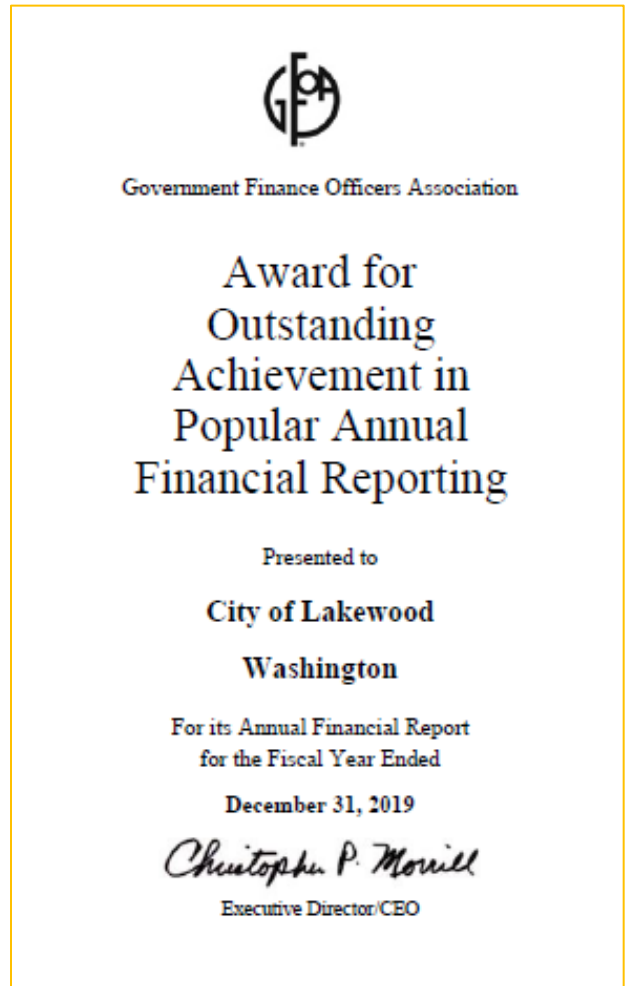 GFOA
Government Finance Officers Association
Award for
Outstanding
Achievement in
Popular Annual
Financial Reporting
Presented to
City of Lakewood
Washington
For its Annual Financial Report
for the Fiscal Year Ended
December 31, 2019
Christopher P. Morrill
Executive Director/CEO